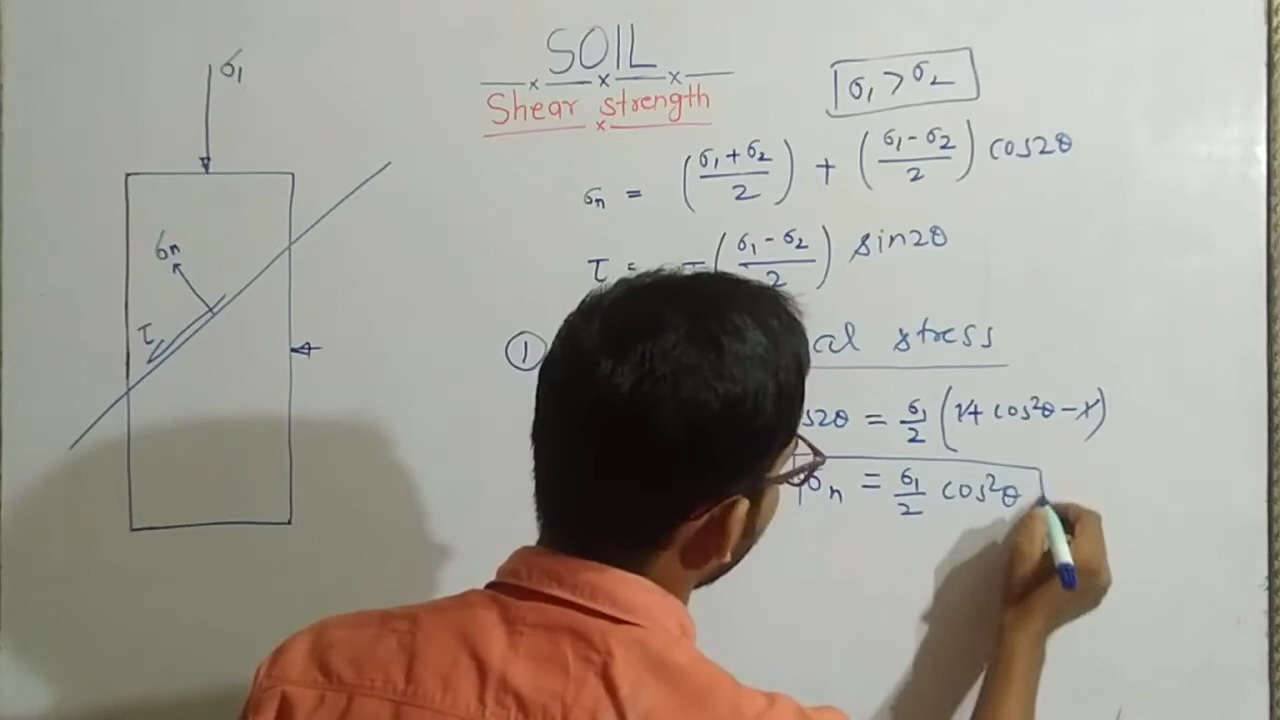 SOIL
Shear strength
σ₁ > σ₂
σn = ((σ₁ + σ₂)/2) + ((σ₁ - σ₂)/2) cos2θ
τ = - ((σ₁ - σ₂)/2) sin2θ
① al stress
s2θ = σ₁/2 (1 + cos²θ - 1)
σn = σ₁/2 cos²θ
σ₁
σn
τ